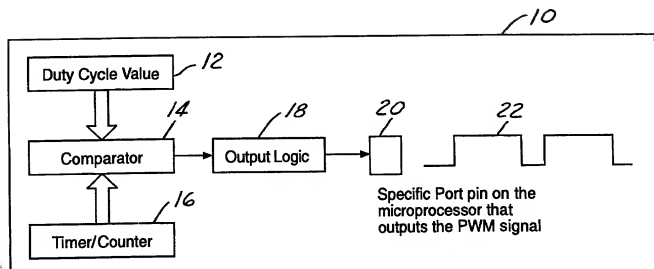 10
Duty Cycle Value
12
14
18
20
22
Comparator
Output Logic
16
Timer/Counter
Specific Port pin on the
microprocessor that
outputs the PWM signal